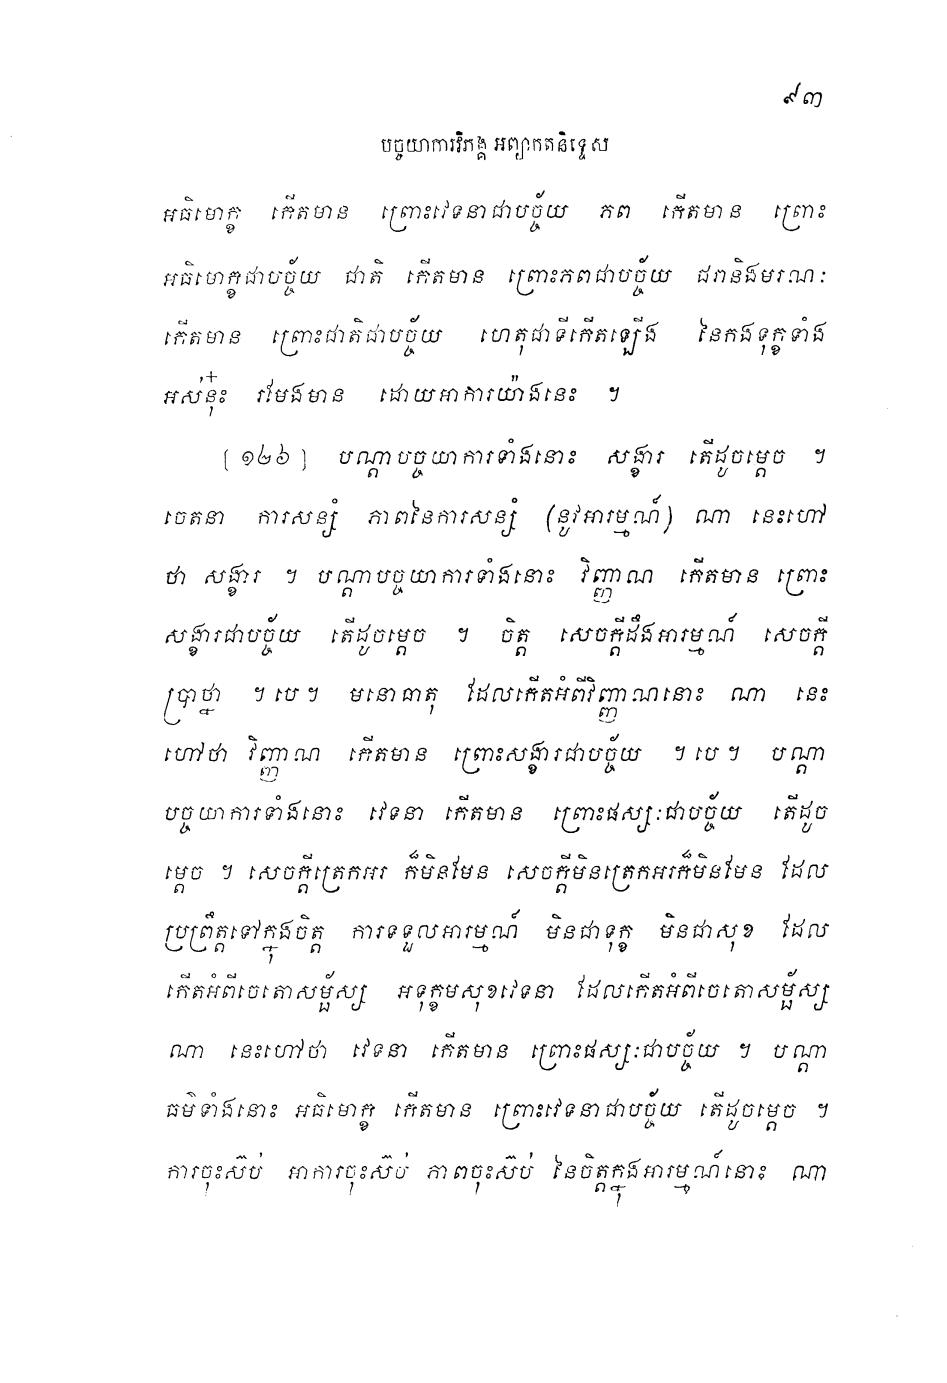 ៩៣
បច្ចយាការវិភង្គ អព្យាកតនិទ្ទេស
អធិមោក្ខ កើតមាន ព្រោះវេទនាជាបច្ច័យ ភព កើតមាន ព្រោះ
អធិមោក្ខជាបច្ច័យ ជាតិ កើតមាន ព្រោះភពជាបច្ច័យ ជរានិងមរណៈ
កើតមាន ព្រោះជាតិជាបច្ច័យ ហេតុជាទីកើតឡើង នៃកងទុក្ខទាំង
អស់នុ៎ះ រមែងមាន ដោយអាការយ៉ាងនេះ ។
[១២៦] បណ្តាបច្ចយាការទាំងនោះ សង្ខារ តើដូចម្តេច ។
ចេតនា ការសន្សំ ភាពនៃការសន្សំ (នូវអារម្មណ៍) ណា នេះហៅ
ថា សង្ខារ ។ បណ្តាបច្ចយាការទាំងនោះ វិញ្ញាណ កើតមាន ព្រោះ
សង្ខារជាបច្ច័យ តើដូចម្តេច ។ ចិត្ត សេចក្តីដឹងអារម្មណ៍ សេចក្តី
ប្រាថ្នា ។ បេ ។ មនោធាតុ ដែលកើតអំពីវិញ្ញាណនោះ ណា នេះ
ហៅថា វិញ្ញាណ កើតមាន ព្រោះសង្ខារជាបច្ច័យ ។ បេ ។ បណ្តា
បច្ចយាការទាំងនោះ វេទនា កើតមាន ព្រោះផស្សៈជាបច្ច័យ តើដូច
ម្តេច ។ សេចក្តីត្រេកអរ ក៏មិនមែន សេចក្តីមិនត្រេកអរក៏មិនមែន ដែល
ប្រព្រឹត្តទៅក្នុងចិត្ត ការទទួលអារម្មណ៍ មិនជាទុក្ខ មិនជាសុខ ដែល
កើតអំពីចេតោសម្ផ័ស្ស អទុក្ខមសុខវេទនា ដែលកើតអំពីចេតោសម្ផ័ស្ស
ណា នេះហៅថា វេទនា កើតមាន ព្រោះផស្សៈជាបច្ច័យ ។ បណ្តា
ធម៌ទាំងនោះ អធិមោក្ខ កើតមាន ព្រោះវេទនាជាបច្ច័យ តើដូចម្តេច ។
ការចុះស៊ប់ អាការចុះស៊ប់ ភាពចុះស៊ប់ នៃចិត្តក្នុងអារម្មណ៍នោះ ណា